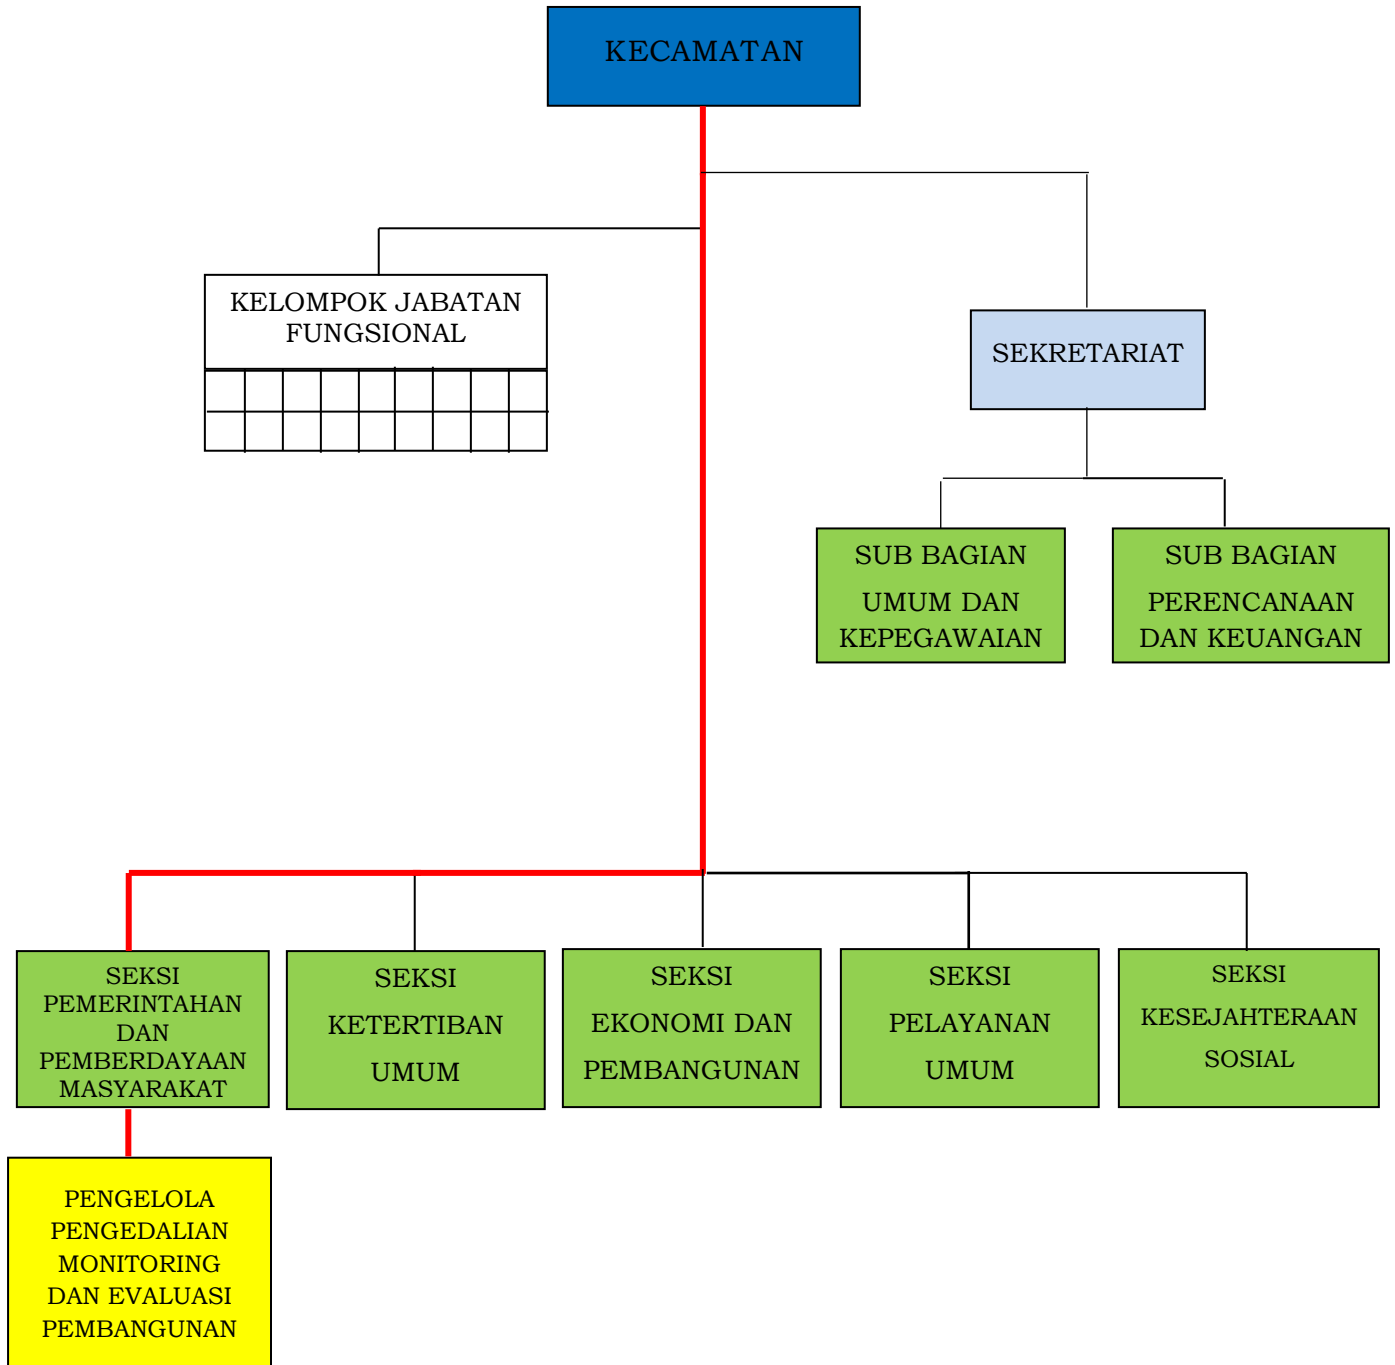 KECAMATAN
KELOMPOK JABATAN
FUNGSIONAL
SEKRETARIAT
SUB BAGIAN
UMUM DAN
KEPEGAWAIAN
SUB BAGIAN
PERENCANAAN
DAN KEUANGAN
SEKSI
PEMERINTAHAN
DAN
PEMBERDAYAAN
MASYARAKAT
SEKSI
KETERTIBAN
UMUM
SEKSI
EKONOMI DAN
PEMBANGUNAN
SEKSI
PELAYANAN
UMUM
SEKSI
KESEJAHTERAAN
SOSIAL
PENGELOLA
PENGEDALIAN
MONITORING
DAN EVALUASI
PEMBANGUNAN